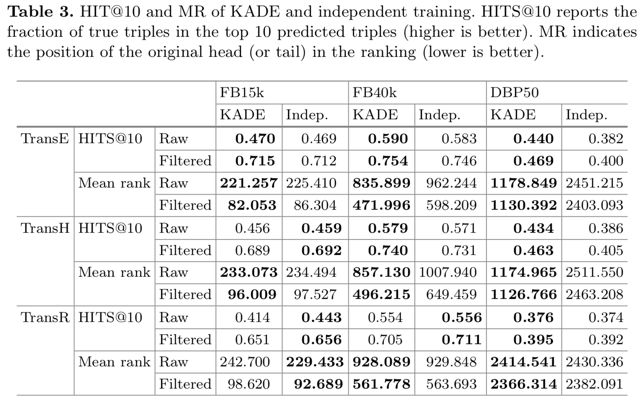 Table 3. HIT@10 and MR of KADE and independent training. HITS@10 reports the
fraction of true triples in the top 10 predicted triples (higher is better). MR indicates
the position of the original head (or tail) in the ranking (lower is better).
FB15k FB40k DBP50
KADE Indep. KADE Indep. KADE Indep.
TransE HITS@10 Raw 0.470 0.469 0.590 0.583 0.440 0.382
Filtered 0.715 0.712 0.754 0.746 0.469 0.400
Mean rank Raw 221.257 225.410 835.899 962.244 1178.849 2451.215
Filtered 82.053 86.304 471.996 598.209 1130.392 2403.093
TransH HITS@10 Raw 0.456 0.459 0.579 0.571 0.434 0.386
Filtered 0.689 0.692 0.740 0.731 0.463 0.405
Mean rank Raw 233.073 234.494 857.130 1007.940 1174.965 2511.550
Filtered 96.009 97.527 496.215 649.459 1126.766 2463.208
TransR HITS@10 Raw 0.414 0.443 0.554 0.556 0.376 0.374
Filtered 0.651 0.656 0.705 0.711 0.395 0.392
Mean rank Raw 242.700 229.433 928.089 929.848 2414.541 2430.336
Filtered 98.620 92.689 561.778 563.693 2366.314 2382.091